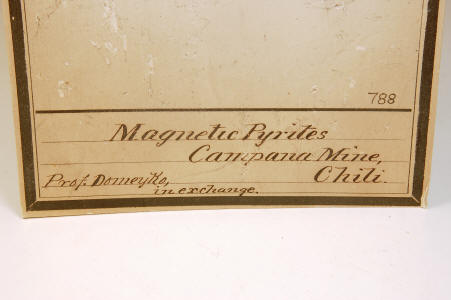 788
Magnetic Pyrites
Campana Mine,
Chili.
Prof. Domeyko,
in exchange.